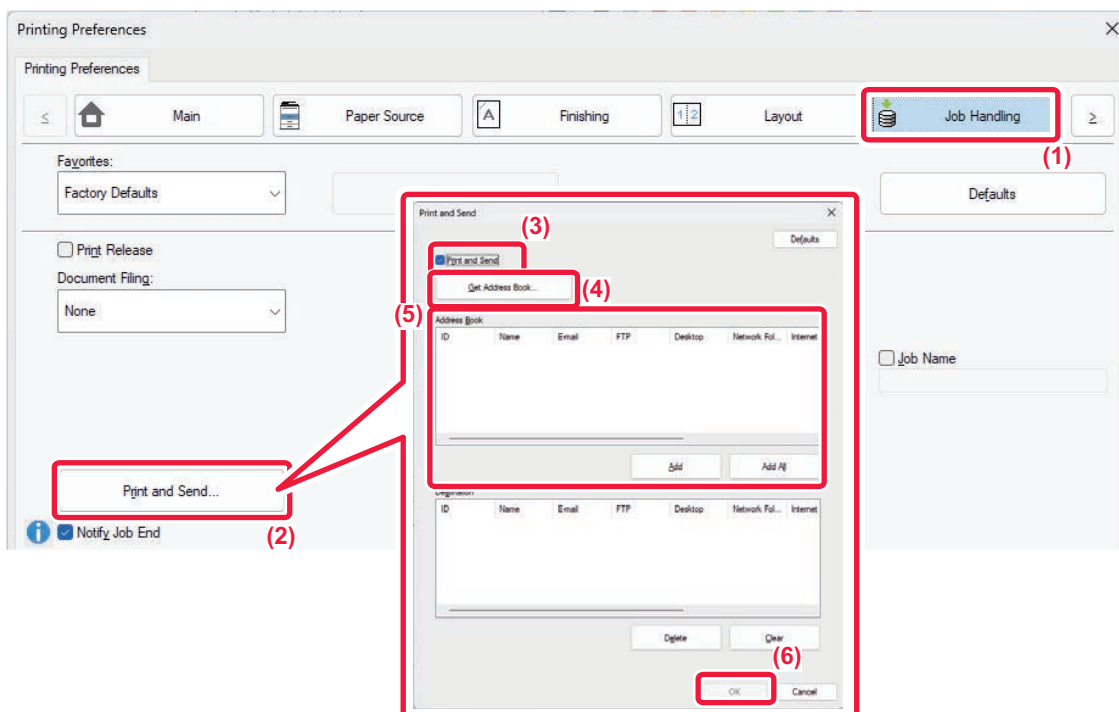 Printing Preferences
Printing Preferences
< Main Paper Source Finishing Layout Job Handling >
(1)
Favorites:
Factory Defaults
Defaults
Print Release
Document Filing:
None
Job Name
Print and Send...
(2)
Notify Job End
Print and Send
(3)
Defaults
Print and Send
Get Address Book...
(4)
(5)
Address Book
ID Name E-mail FTP Desktop Network Fol... Internet
Add Add All
Destination
ID Name E-mail FTP Desktop Network Fol... Internet
Delete Clear
(6)
OK Cancel